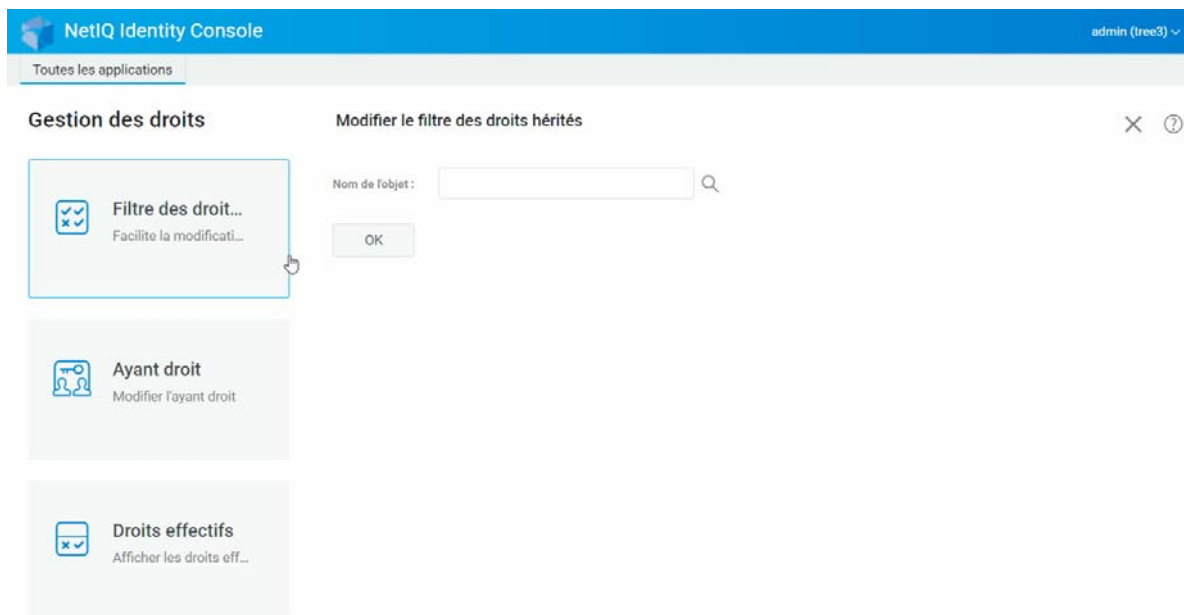 NetIQ Identity Console
admin (tree3)
Toutes les applications
Gestion des droits
Modifier le filtre des droits hérités
Filtre des droit...
Facilite la modificati...
Nom de l'objet :
OK
Ayant droit
Modifier l'ayant droit
Droits effectifs
Afficher les droits eff...